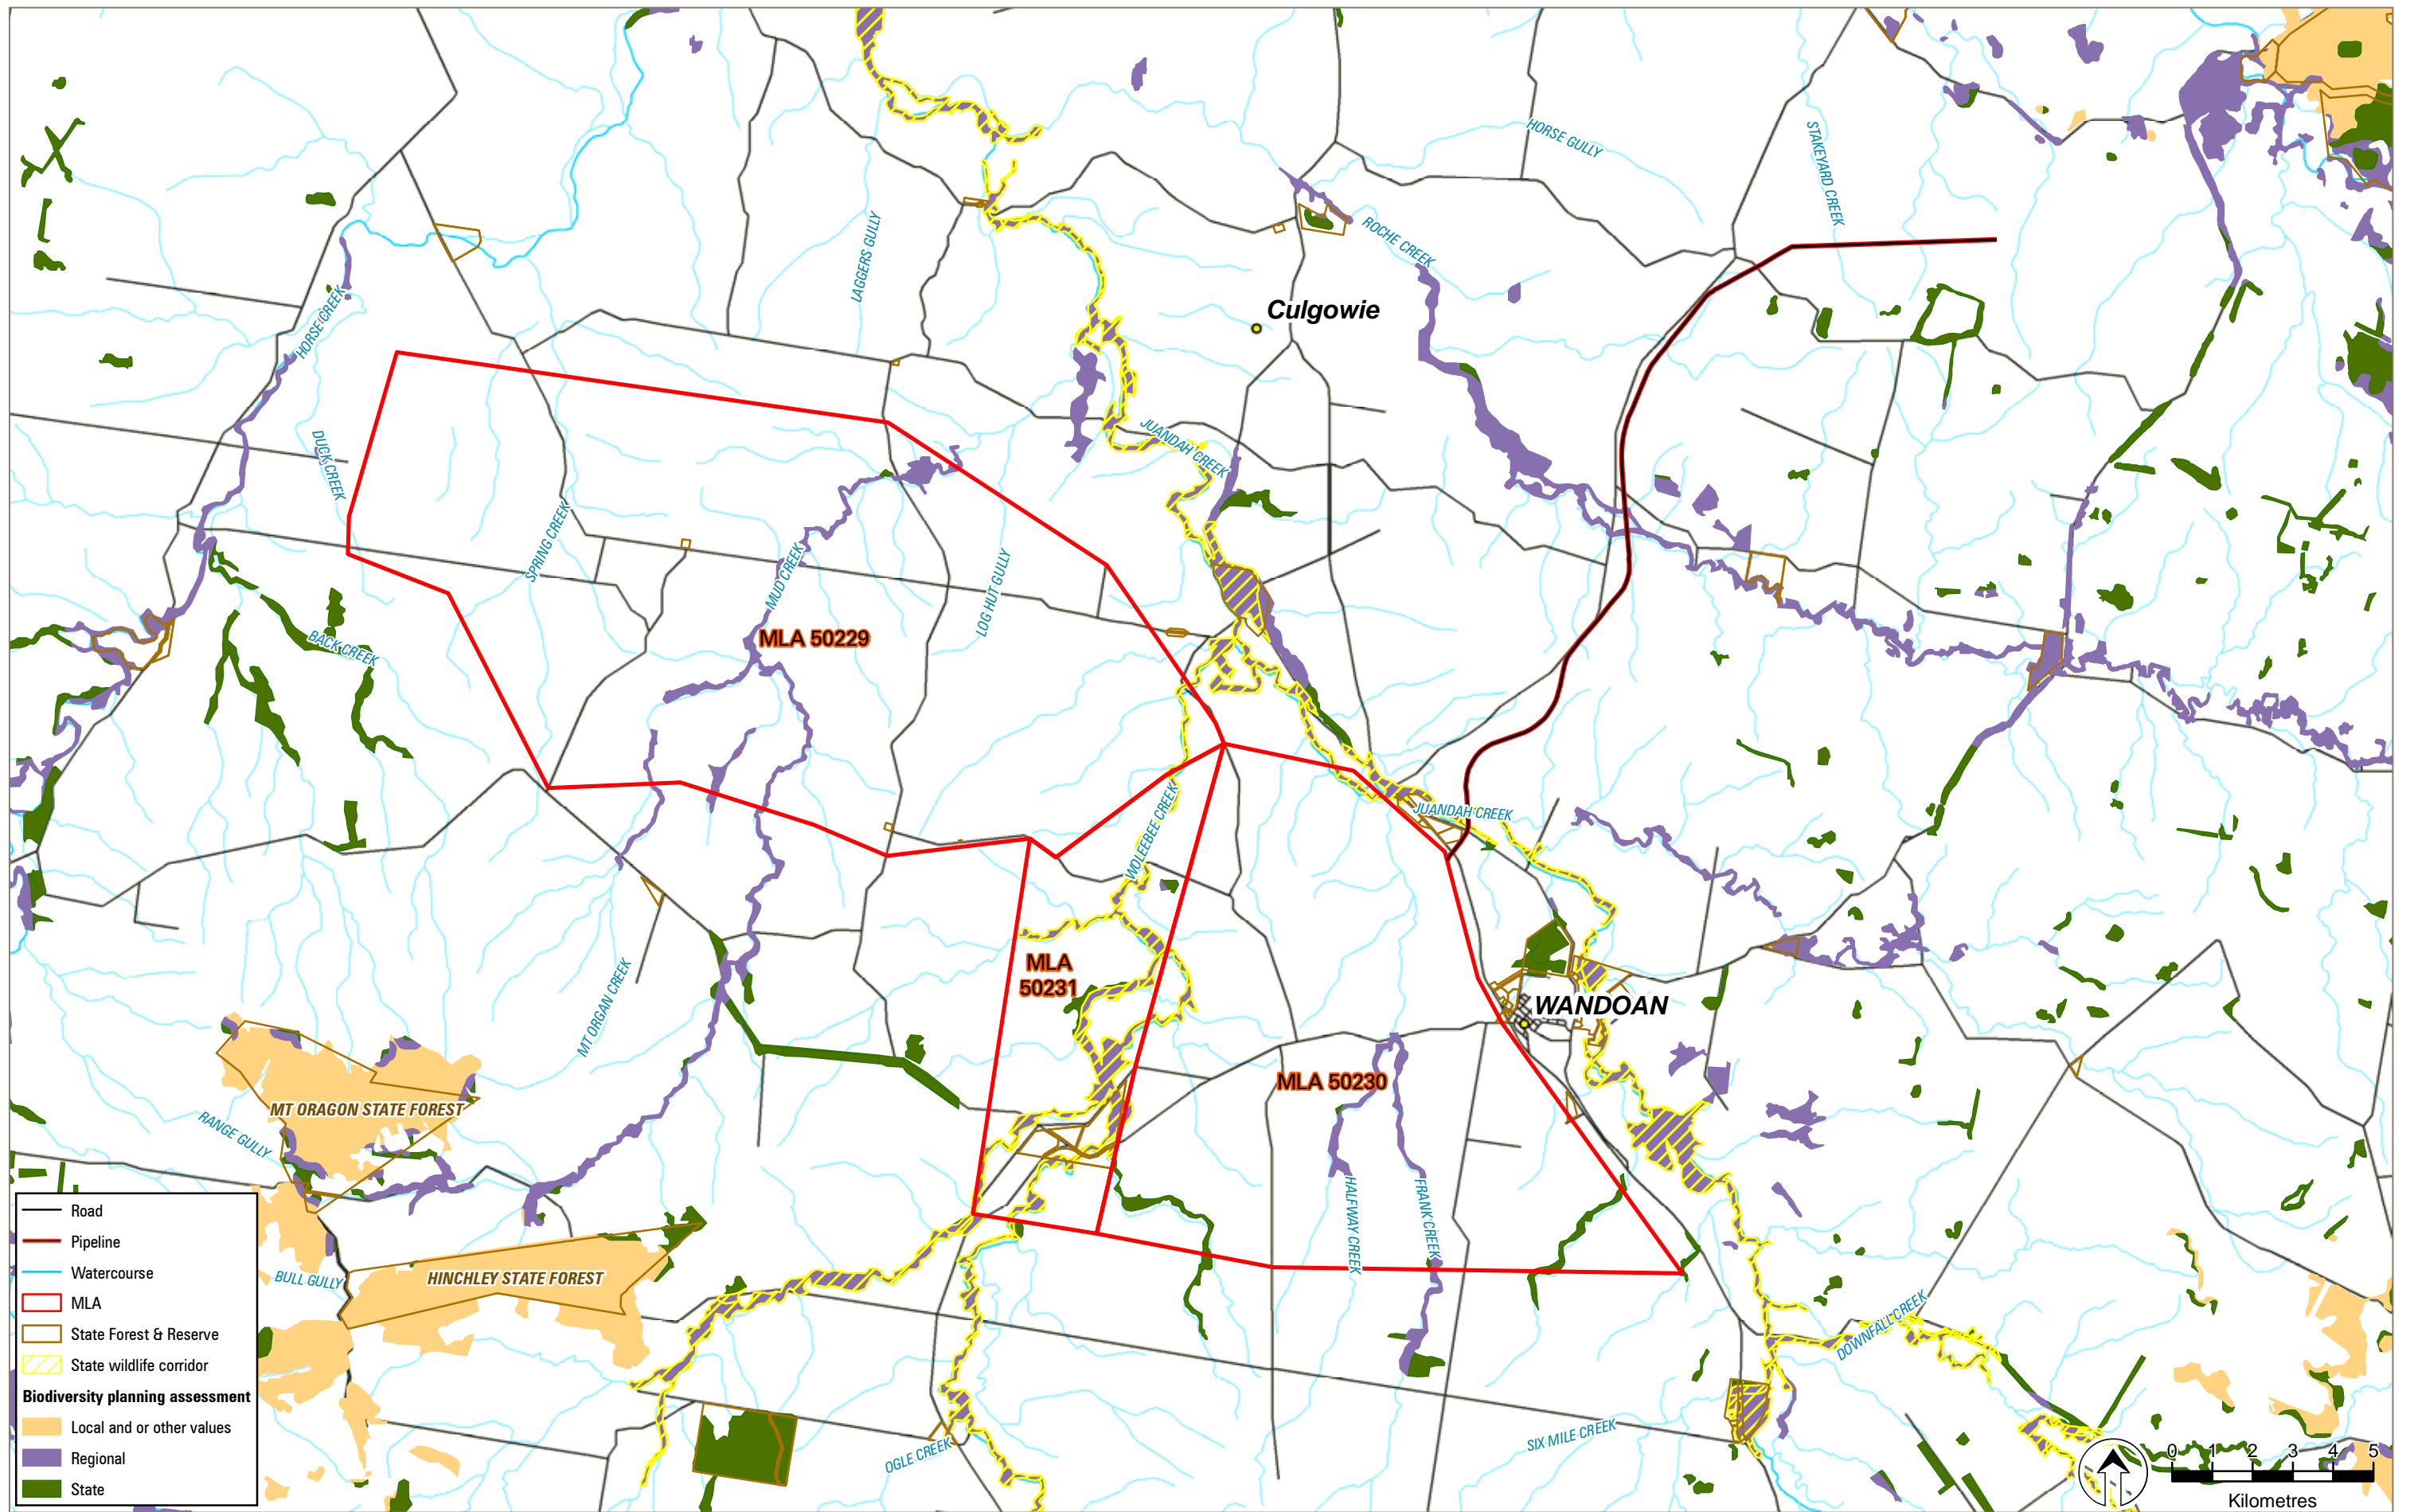 HORSE GULLY
STAKEYARD CREEK
LAGGERS GULLY
ROCHE CREEK
HORSE CREEK
Culgowie
DUCK CREEK
JUANDAH CREEK
SPRING CREEK
MUD CREEK
LOG HUT GULLY
BACK CREEK
MLA 50229
WOLEEBEE CREEK
JUANDAH CREEK
MLA
50231
MT ORGAN CREEK
WANDOAN
MLA 50230
MT ORAGON STATE FOREST
RANGE GULLY
HALFWAY CREEK
FRANK CREEK
BULL GULLY
HINCHLEY STATE FOREST
DOWNFALL CREEK
OGLE CREEK
SIX MILE CREEK
Road
Pipeline
Watercourse
MLA
State Forest & Reserve
State wildlife corridor
Biodiversity planning assessment
Local and or other values
Regional
State
0 1 2 3 4 5
Kilometres